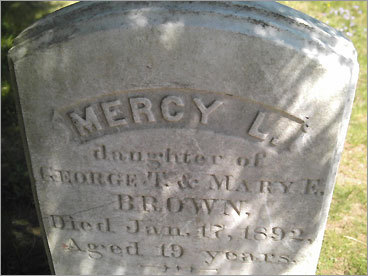 MERCY L.
daughter of
GEORGE T. & MARY E.
BROWN,
Died Jan. 17, 1892,
Aged 19 years.